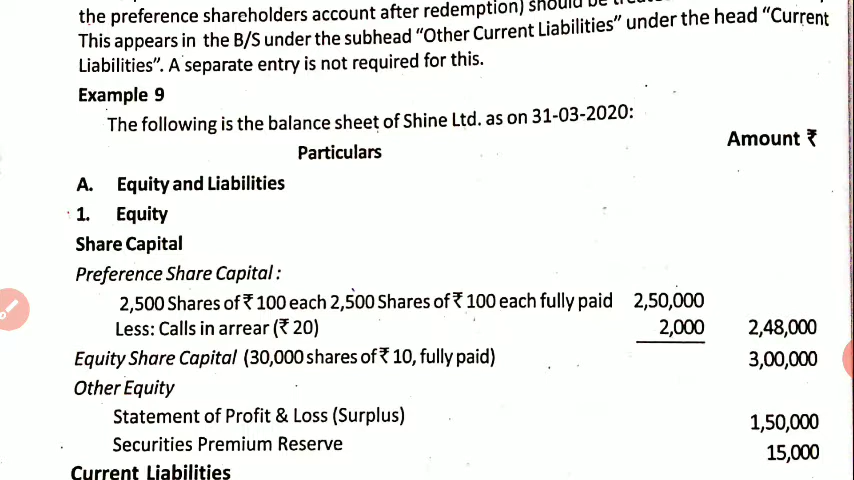 the preference shareholders account after redemption) should be
This appears in the B/S under the subhead "Other Current Liabilities" under the head "Current
Liabilities". A separate entry is not required for this.
Example 9
The following is the balance sheet of Shine Ltd. as on 31-03-2020:
Particulars Amount ₹
A. Equity and Liabilities
1. Equity
Share Capital
Preference Share Capital :
2,500 Shares of ₹ 100 each 2,500 Shares of ₹ 100 each fully paid 2,50,000
Less: Calls in arrear (₹ 20) 2,000 2,48,000
Equity Share Capital (30,000 shares of ₹ 10, fully paid) 3,00,000
Other Equity
Statement of Profit & Loss (Surplus) 1,50,000
Securities Premium Reserve 15,000
Current Liabilities